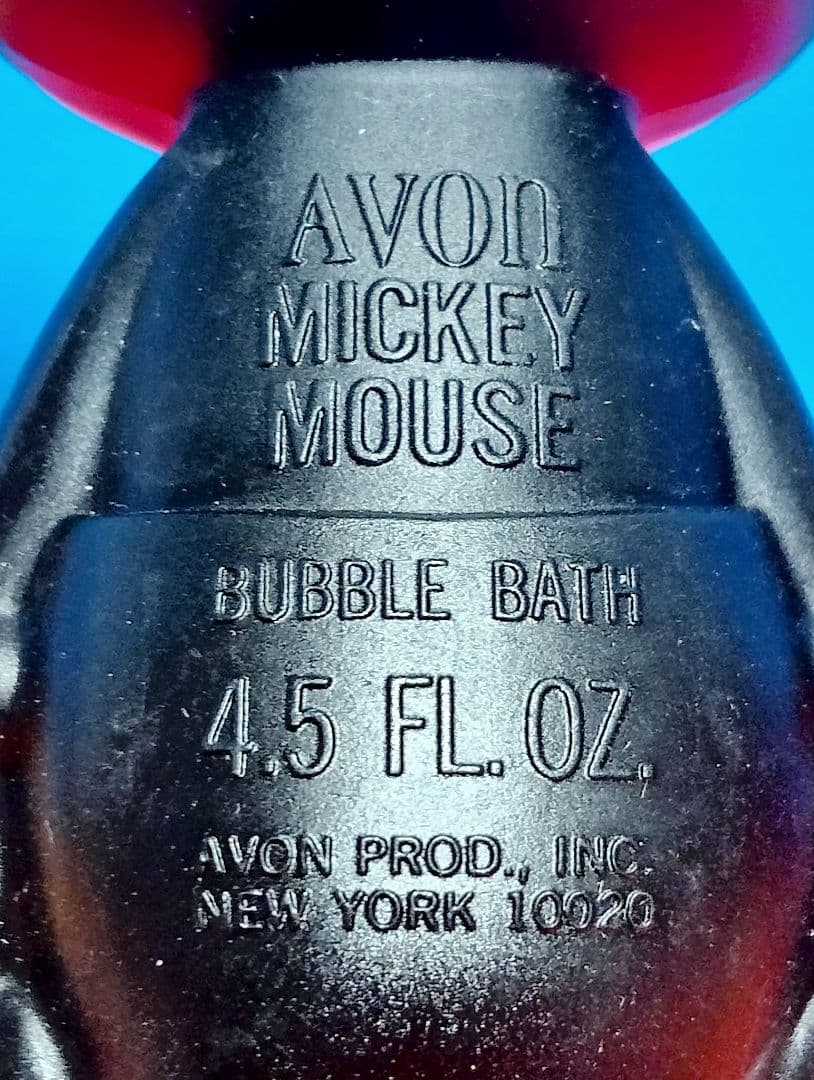 AVON
MICKEY
MOUSE
BUBBLE BATH
4.5 FL. OZ.
AVON PROD., INC.
NEW YORK 10020